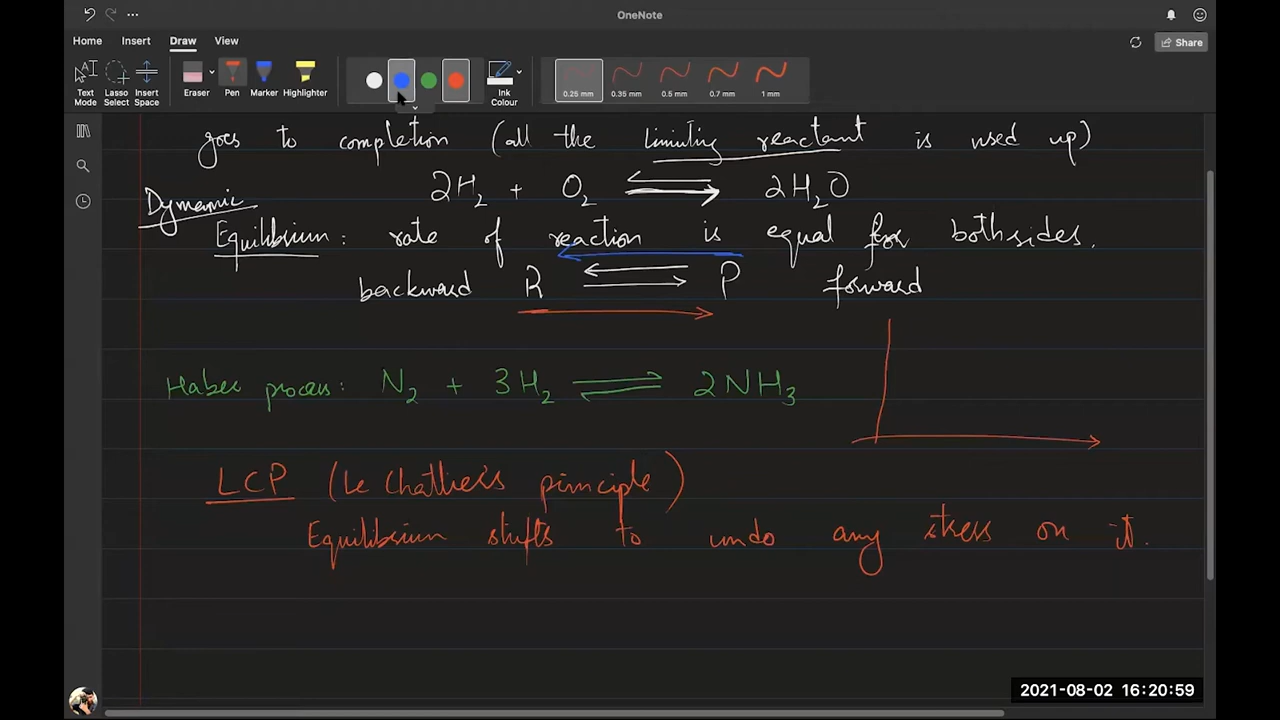 OneNote
Home Insert Draw View
Share
Text Mode
Lasso Select
Insert Space
Eraser
Pen
Marker
Highlighter
Ink Colour
0.25 mm 0.35 mm 0.5 mm 0.7 mm 1 mm
goes to completion (all the limiting reactant is used up)
2H₂ + O₂ ⇌ 2H₂O
Dynamic
Equilibrium: rate of reaction is equal for both sides.
backward R ⇌ P forward
Haber process: N₂ + 3H₂ ⇌ 2NH₃
LCP (Le Chatlier's principle)
Equilibrium shifts to undo any stress on it.
2021-08-02 16:20:59